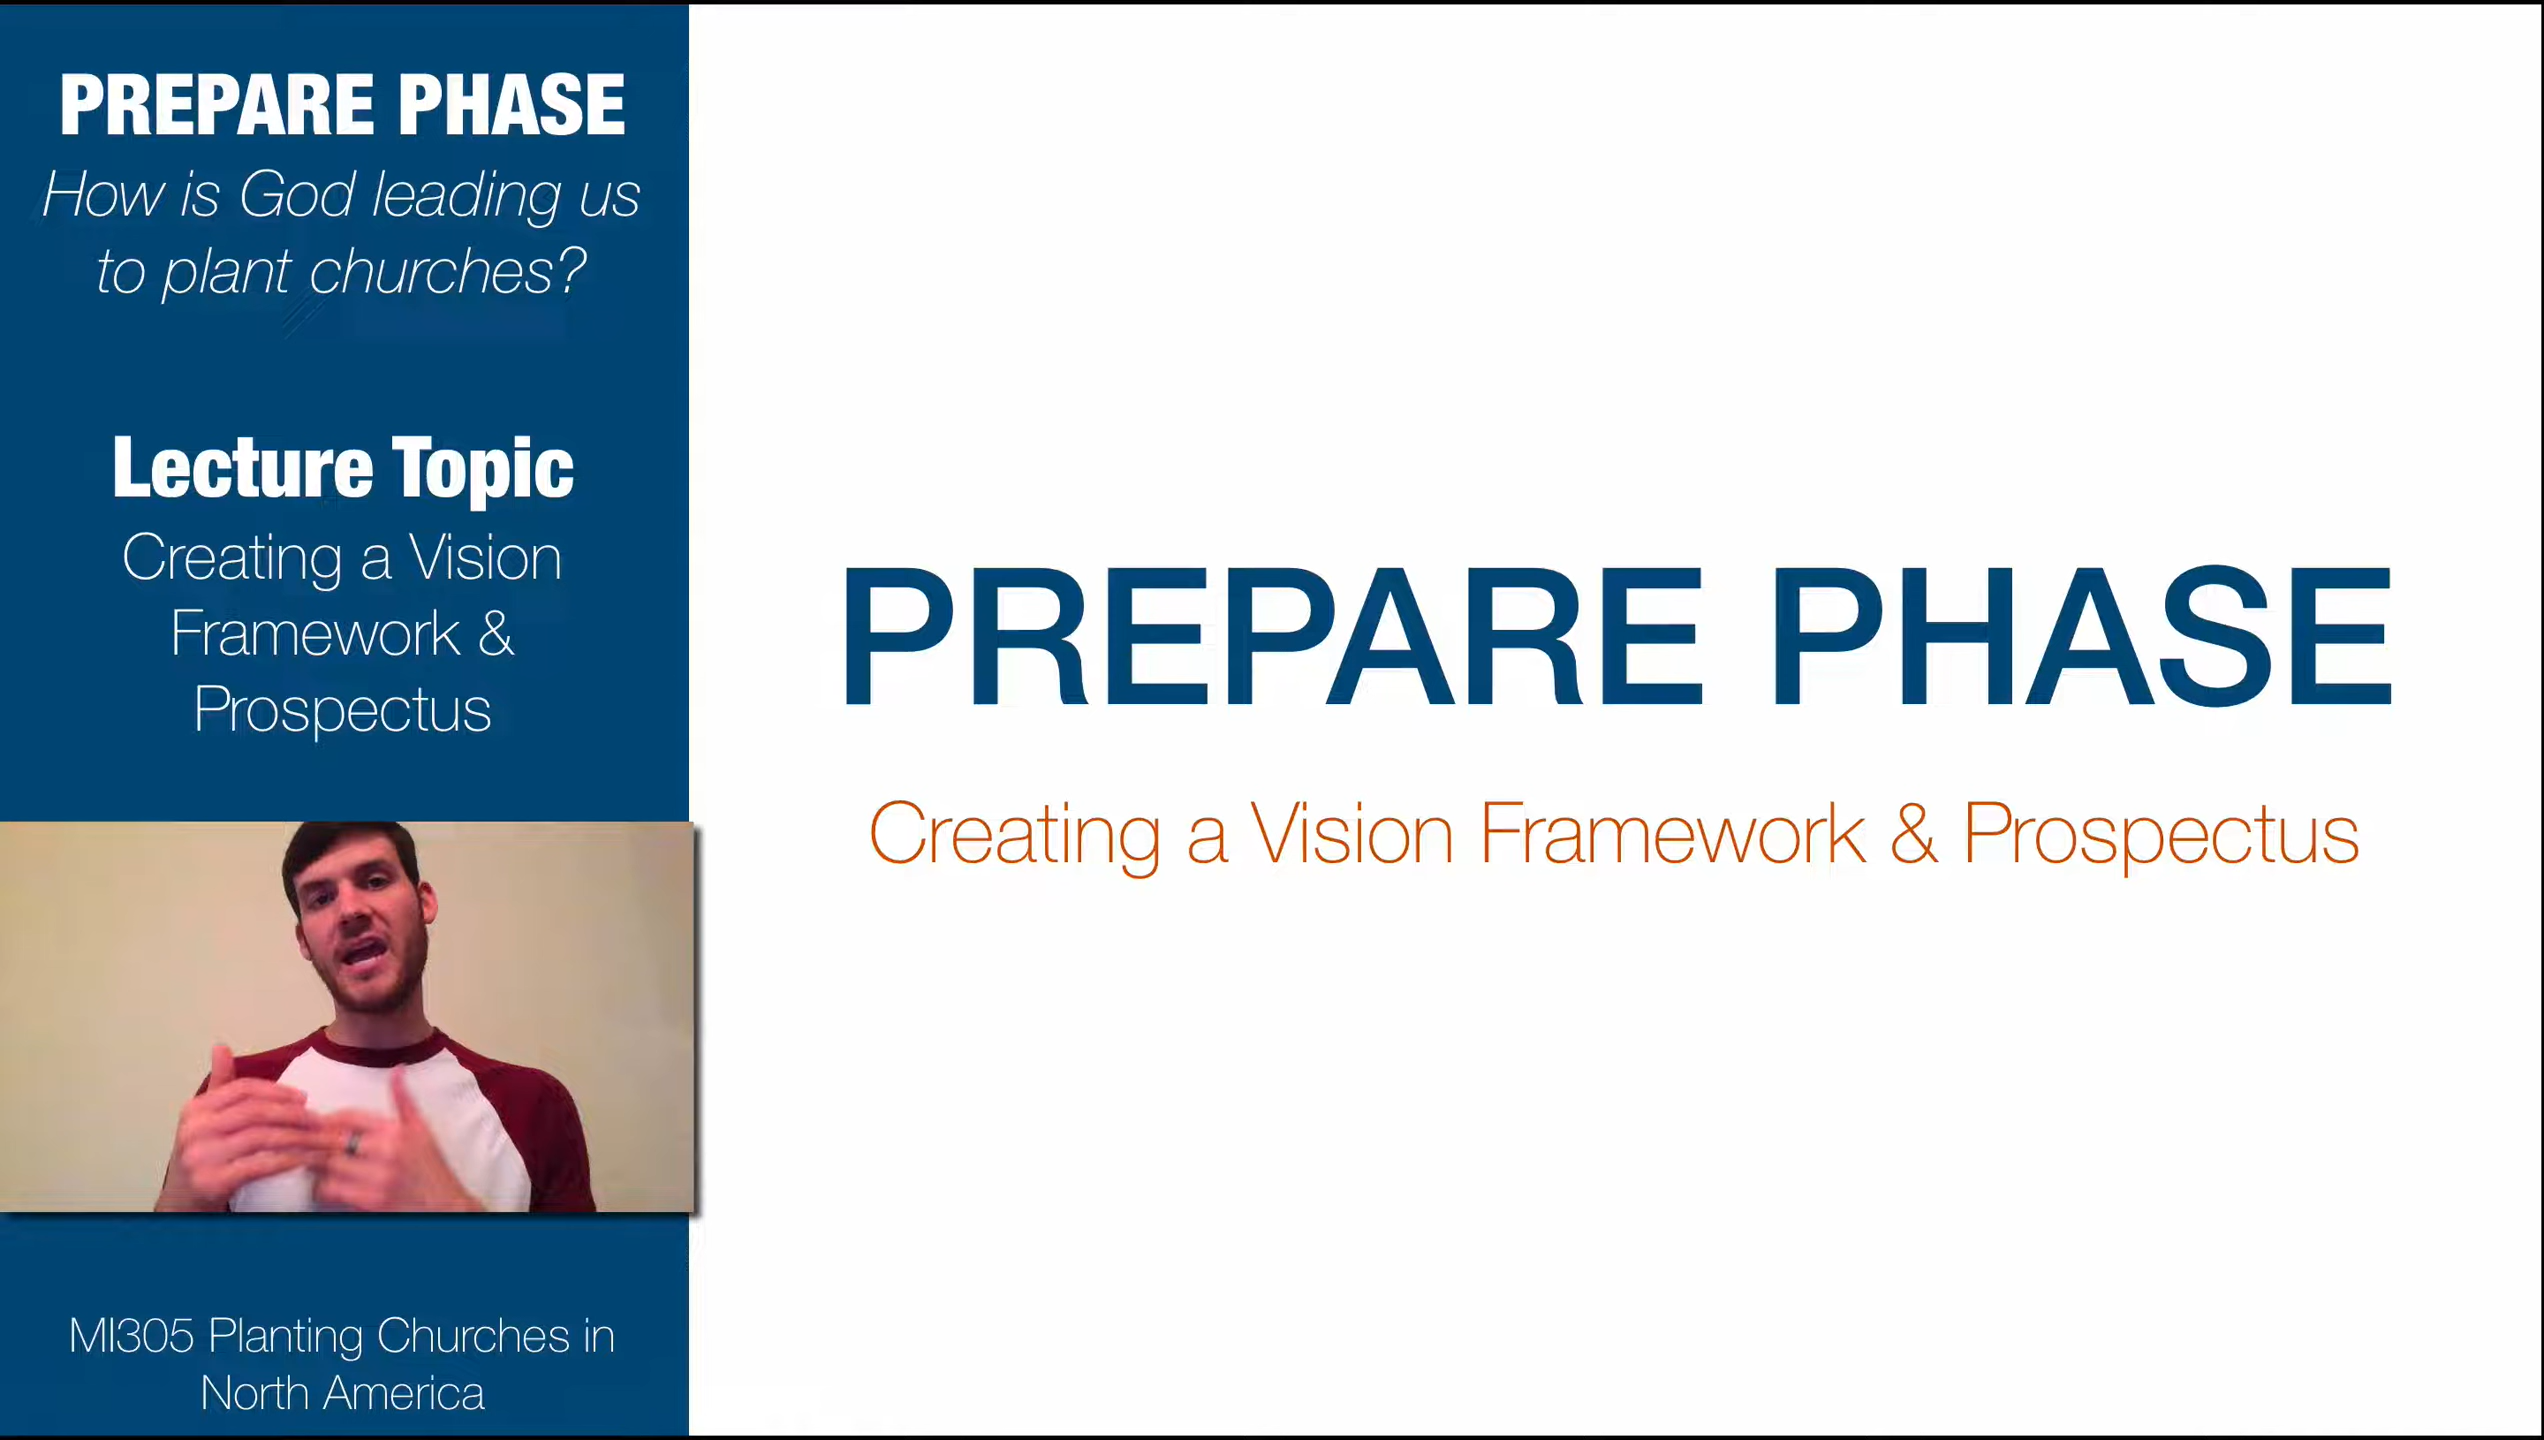 PREPARE PHASE
How is God leading us
to plant churches?
Lecture Topic
Creating a Vision
Framework &
Prospectus
MI305 Planting Churches in
North America
PREPARE PHASE
Creating a Vision Framework & Prospectus